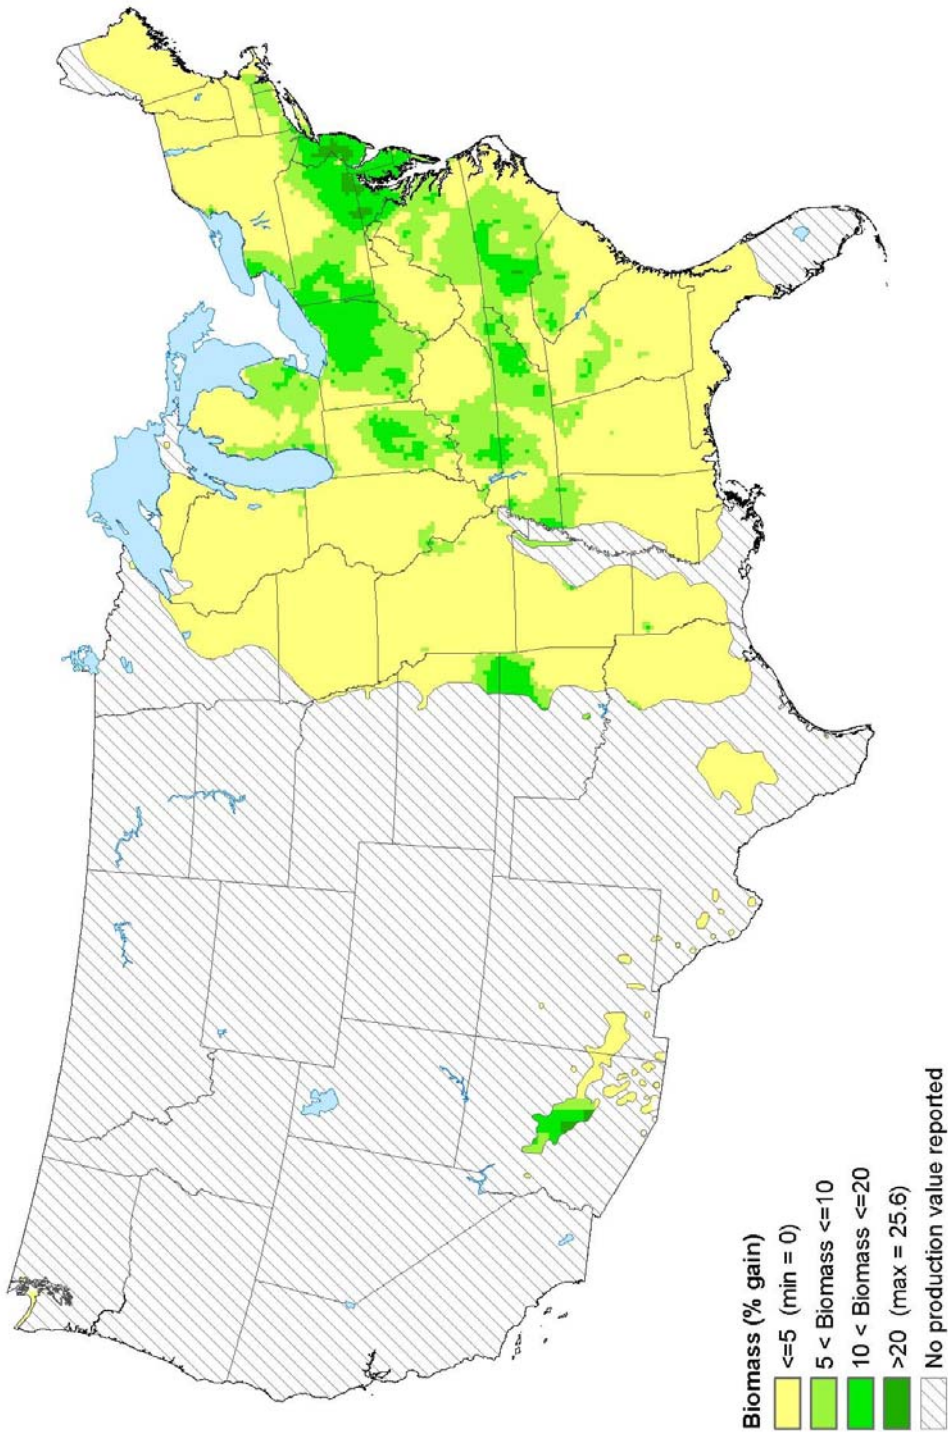 Biomass (% gain)
<=5 (min = 0)
5 < Biomass <=10
10 < Biomass <=20
>20 (max = 25.6)
No production value reported